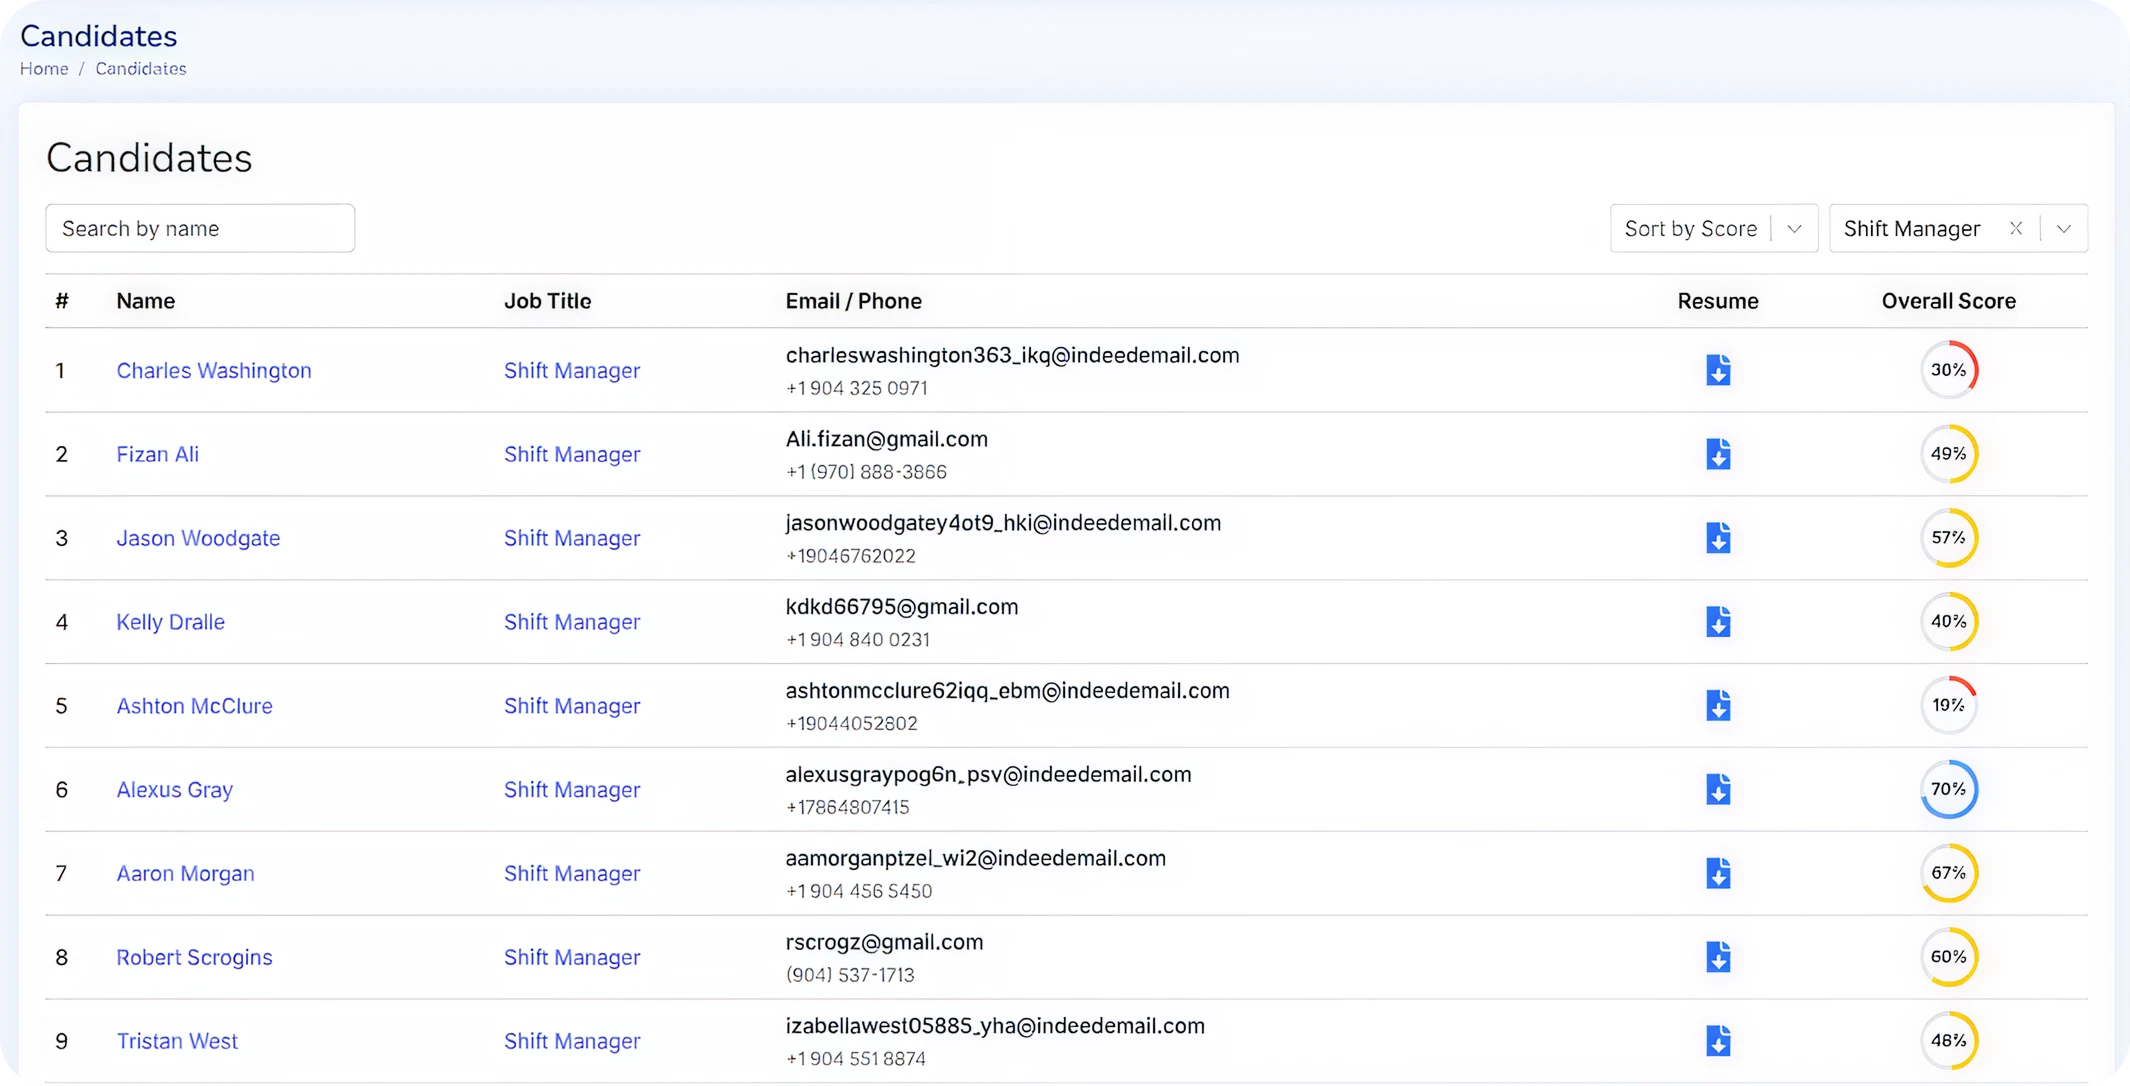 Candidates
Home / Candidates
Candidates
Search by name
Sort by Score
Shift Manager X
# Name Job Title Email / Phone Resume Overall Score
1 Charles Washington Shift Manager charleswashington363_ikq@indeedemail.com 30%
+1 904 325 0971
2 Fizan Ali Shift Manager Ali.fizan@gmail.com 49%
+1 (970) 888-3866
3 Jason Woodgate Shift Manager jasonwoodgatey4ot9_hki@indeedemail.com 57%
+19046762022
4 Kelly Dralle Shift Manager kdkd66795@gmail.com 40%
+1 904 840 0231
5 Ashton McClure Shift Manager ashtonmcclure62iqq_ebm@indeedemail.com 19%
+19044052802
6 Alexus Gray Shift Manager alexusgraypog6n_psv@indeedemail.com 70%
+17864807415
7 Aaron Morgan Shift Manager aamorganptzel_wi2@indeedemail.com 67%
+1 904 456 5450
8 Robert Scrogins Shift Manager rscrogz@gmail.com 60%
(904) 537-1713
9 Tristan West Shift Manager izabellawest05885_yha@indeedemail.com 48%
+1 904 551 8874